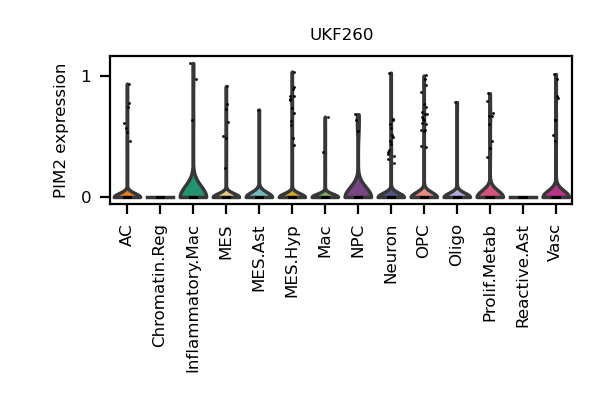 UKF260
PIM2 expression
1
0
AC
Chromatin.Reg
Inflammatory.Mac
MES
MES.Ast
MES.Hyp
Mac
NPC
Neuron
OPC
Oligo
Prolif.Metab
Reactive.Ast
Vasc